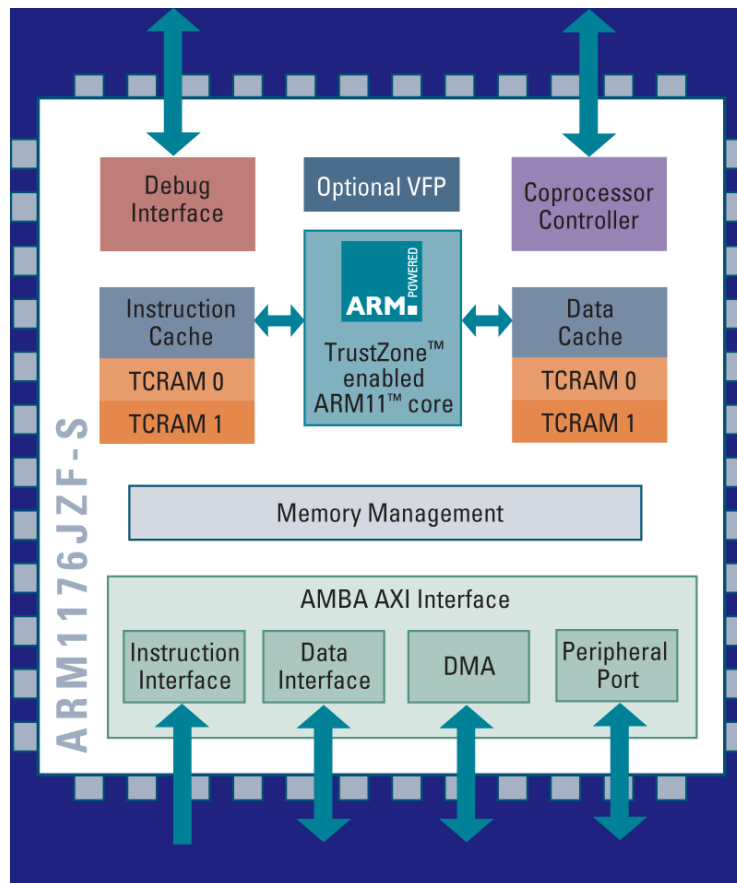 Debug
Interface
Optional VFP
Coprocessor
Controller
ARM POWERED
TrustZone™
enabled
ARM11™ core
Instruction
Cache
TCRAM 0
TCRAM 1
Data
Cache
TCRAM 0
TCRAM 1
ARM1176JZF-S
Memory Management
AMBA AXI Interface
Instruction
Interface
Data
Interface
DMA
Peripheral
Port